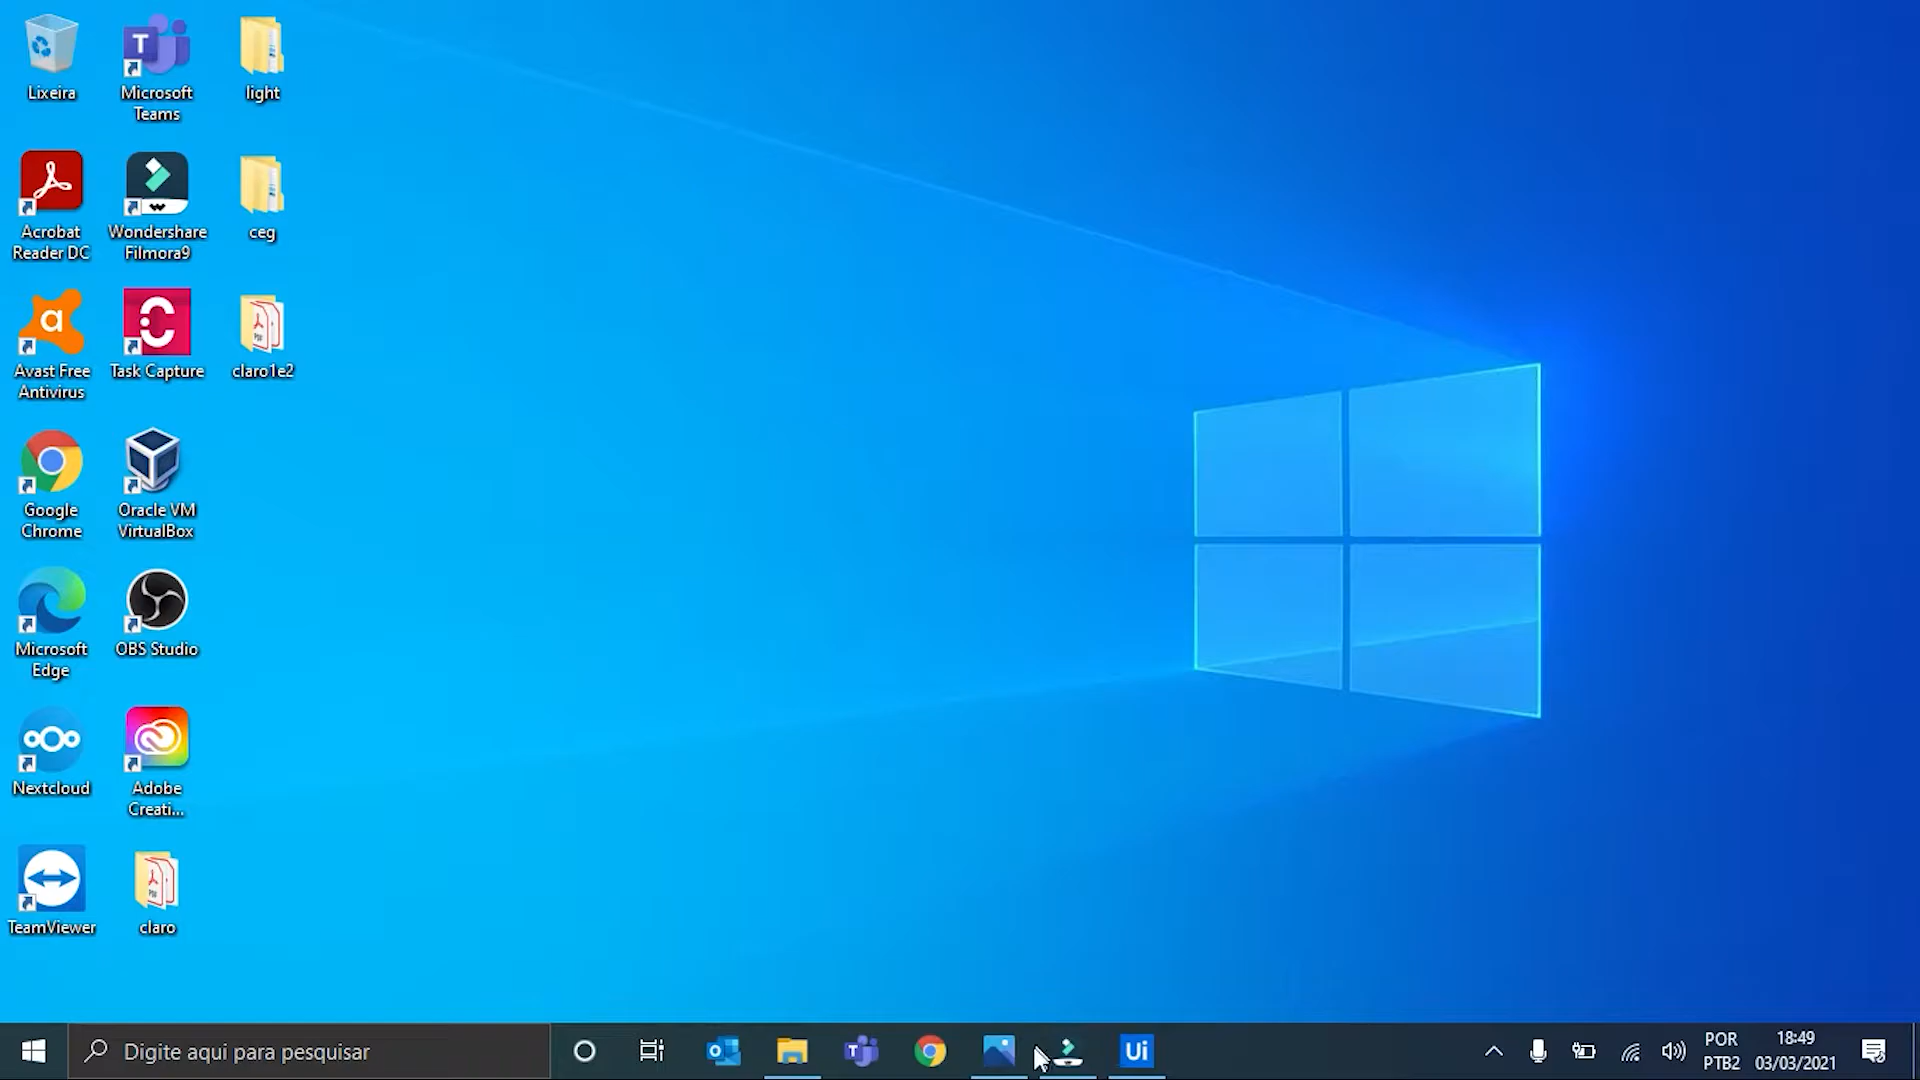 Lixeira
Microsoft
Teams
light
Acrobat
Reader DC
Wondershare
Filmora9
ceg
Avast Free
Antivirus
Task Capture
claro1e2
Google
Chrome
Oracle VM
VirtualBox
Microsoft
Edge
OBS Studio
Nextcloud
Adobe
Creati...
TeamViewer
claro
Digite aqui para pesquisar
Ui
POR
PTB2
18:49
03/03/2021